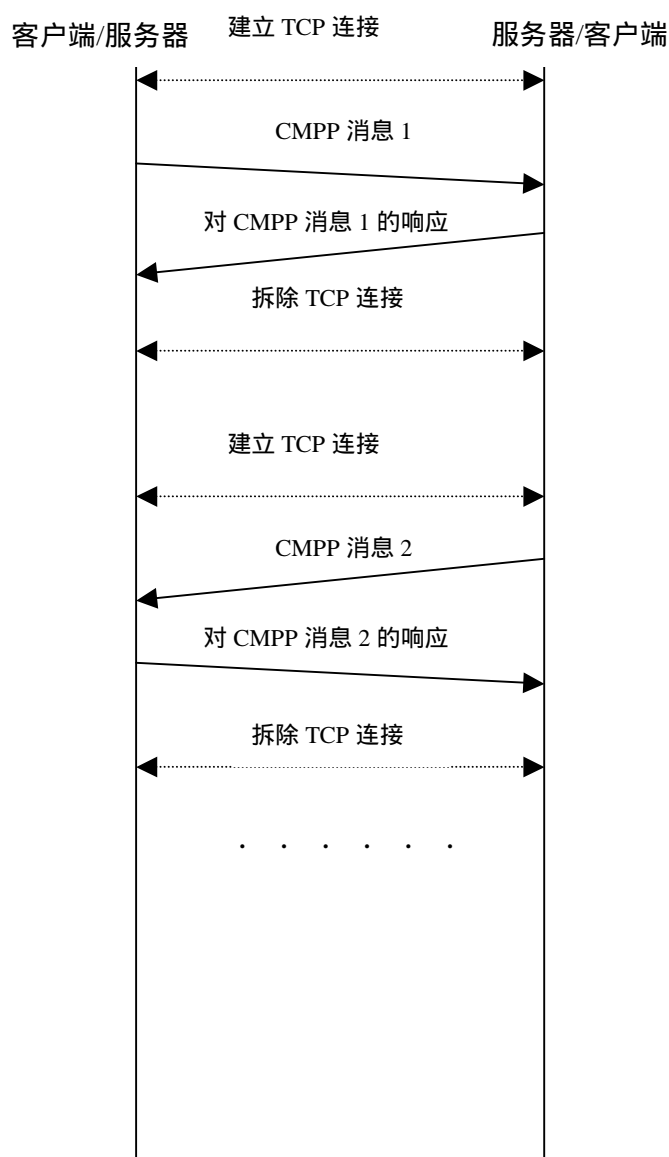 客户端/服务器
建立 TCP 连接
服务器/客户端
CMPP 消息 1
对 CMPP 消息 1 的响应
拆除 TCP 连接
建立 TCP 连接
CMPP 消息 2
对 CMPP 消息 2 的响应
拆除 TCP 连接
. . . . . .